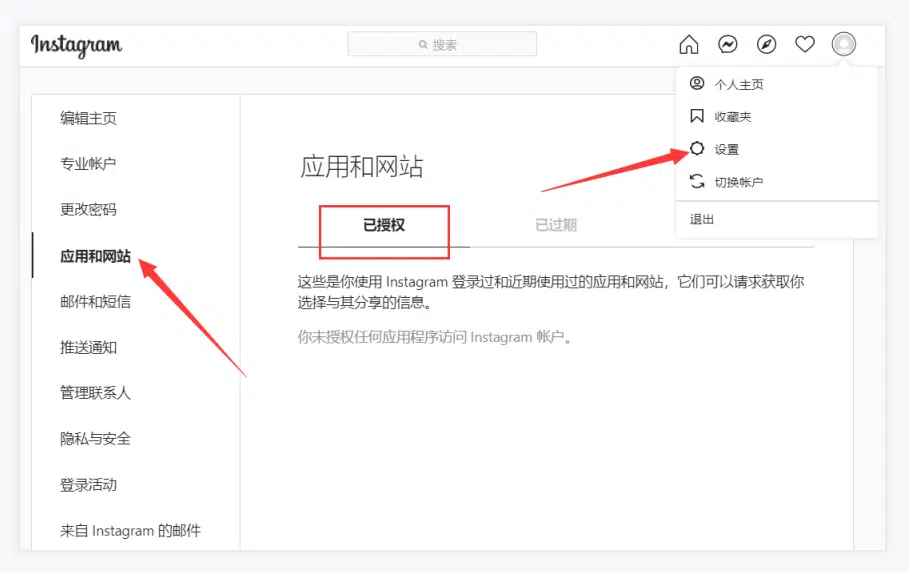 Instagram
搜索
个人主页
收藏夹
设置
切换帐户
退出
编辑主页
专业帐户
更改密码
应用和网站
邮件和短信
推送通知
管理联系人
隐私与安全
登录活动
来自 Instagram 的邮件
应用和网站
已授权
已过期
这些是你使用 Instagram 登录过和近期使用过的应用和网站，它们可以请求获取你
选择与其分享的信息。
你未授权任何应用程序访问 Instagram 帐户。